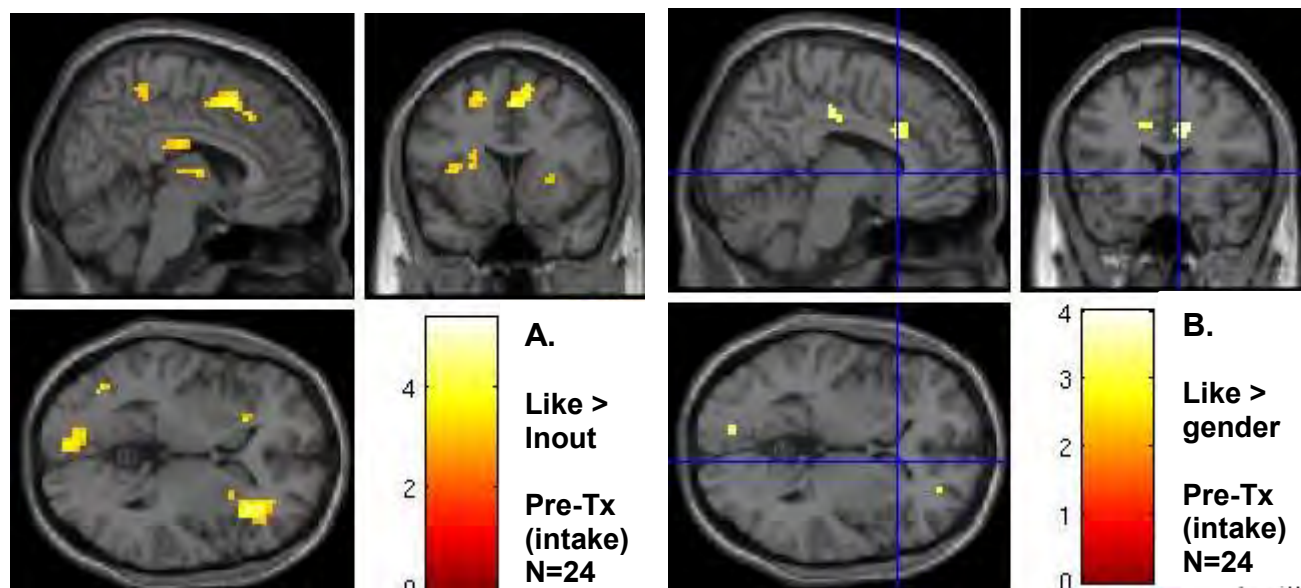 A.
Like >
Inout
Pre-Tx
(intake)
N=24
4
2
0
B.
Like >
gender
Pre-Tx
(intake)
N=24
4
3
2
1
0